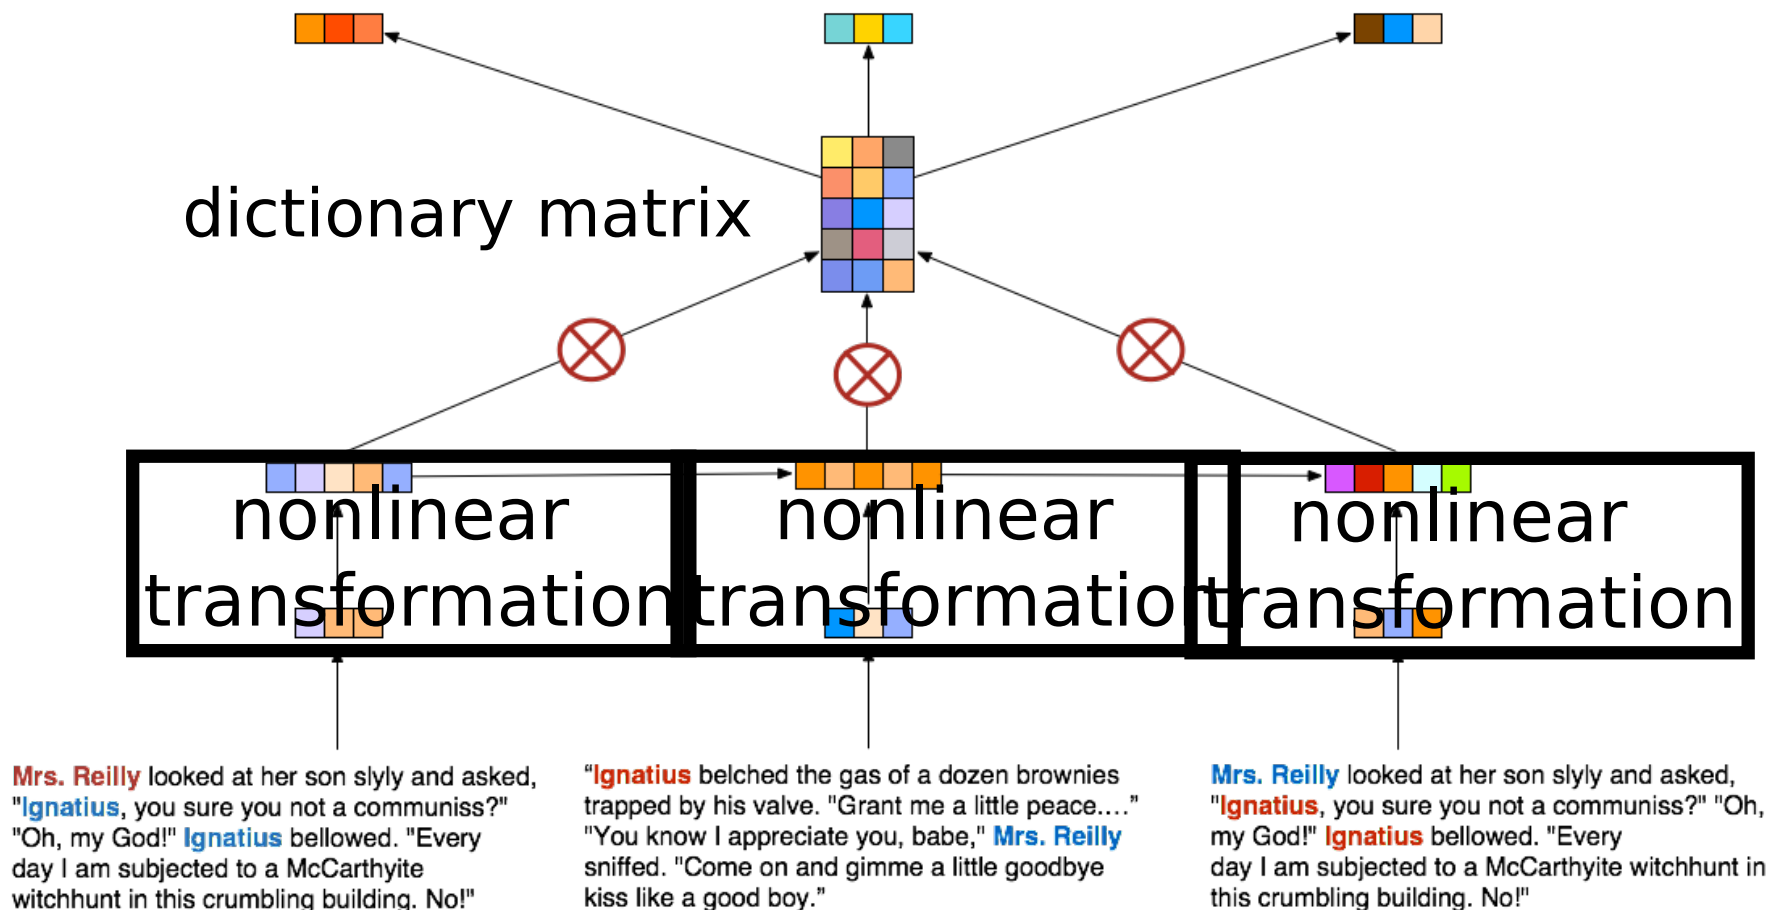 dictionary matrix
nonlinear
transformation
nonlinear
transformation
nonlinear
transformation
Mrs. Reilly looked at her son slyly and asked,
"Ignatius, you sure you not a communiss?"
"Oh, my God!" Ignatius bellowed. "Every
day I am subjected to a McCarthyite
witchhunt in this crumbling building. No!"
“Ignatius belched the gas of a dozen brownies
trapped by his valve. "Grant me a little peace....”
"You know I appreciate you, babe," Mrs. Reilly
sniffed. "Come on and gimme a little goodbye
kiss like a good boy.”
Mrs. Reilly looked at her son slyly and asked,
"Ignatius, you sure you not a communiss?" "Oh,
my God!" Ignatius bellowed. "Every
day I am subjected to a McCarthyite witchhunt in
this crumbling building. No!"